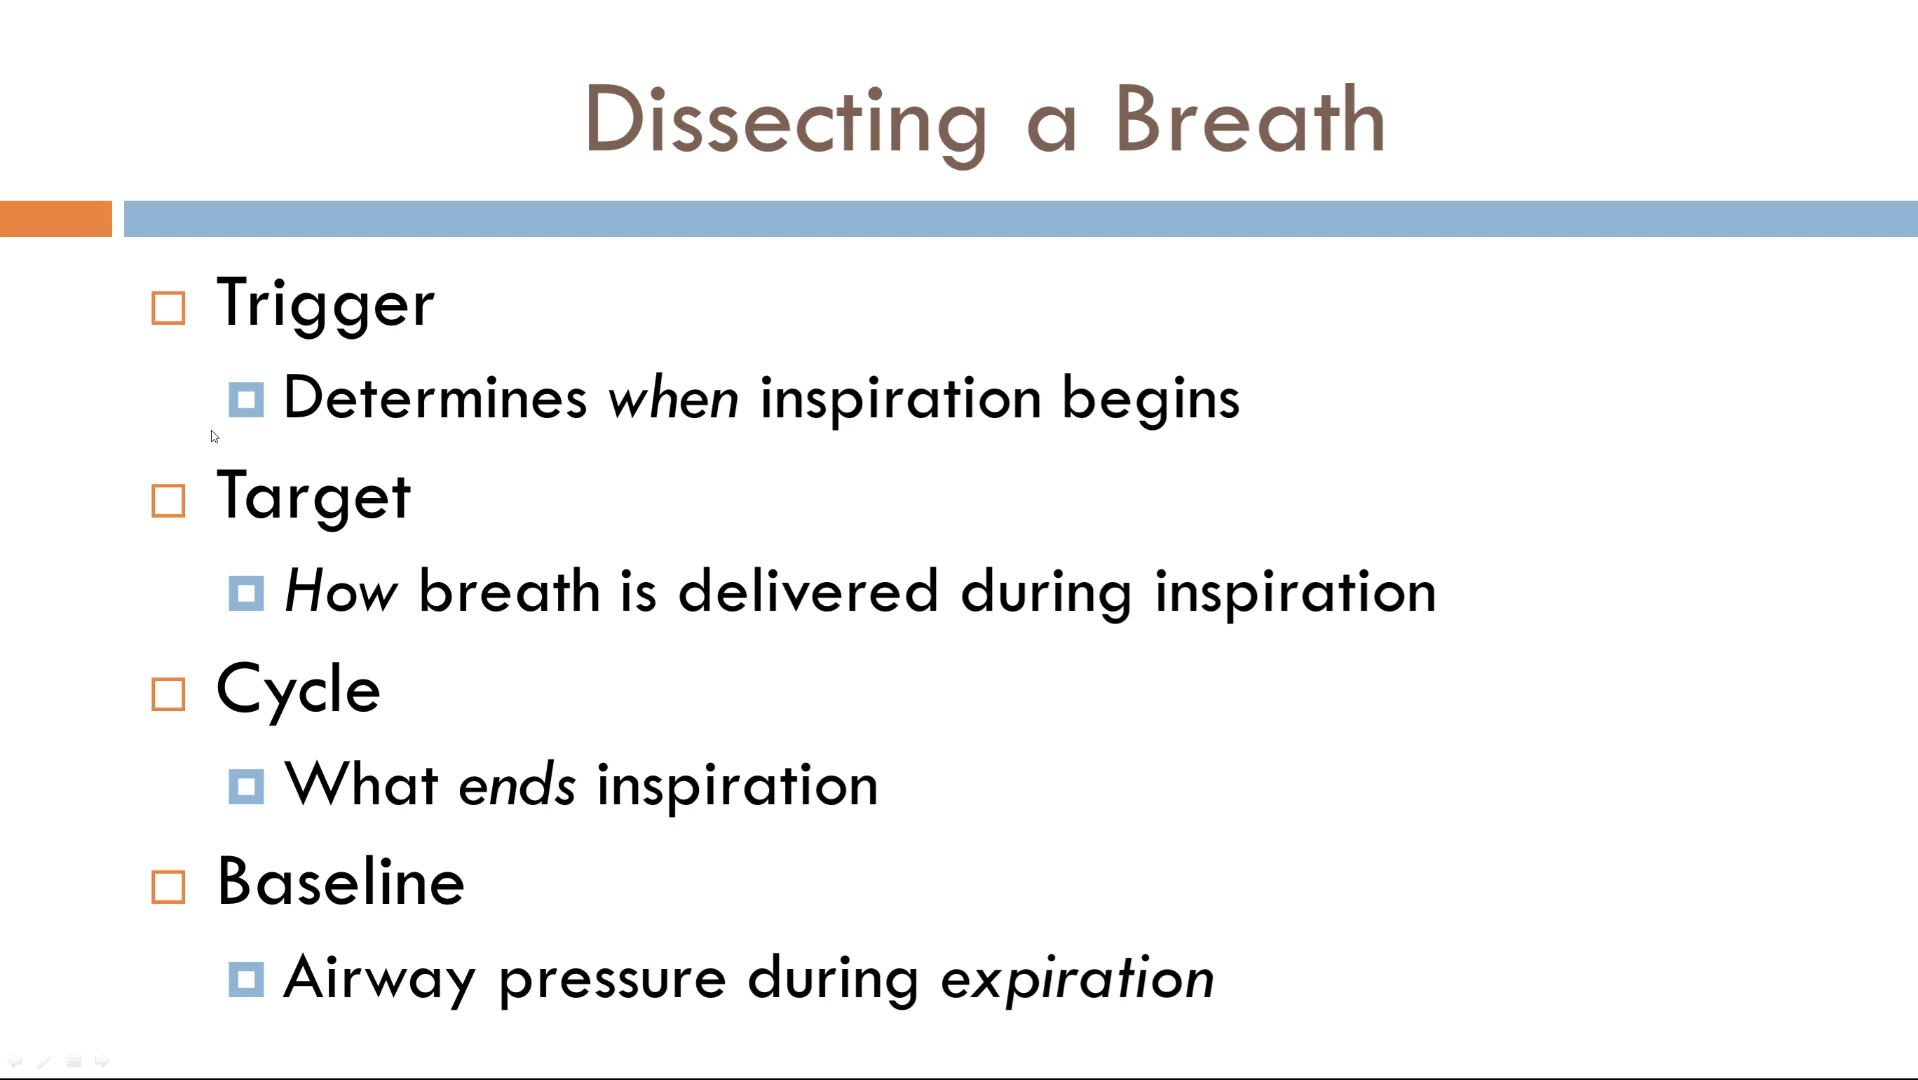 Dissecting a Breath
Trigger
Determines when inspiration begins
Target
How breath is delivered during inspiration
Cycle
What ends inspiration
Baseline
Airway pressure during expiration